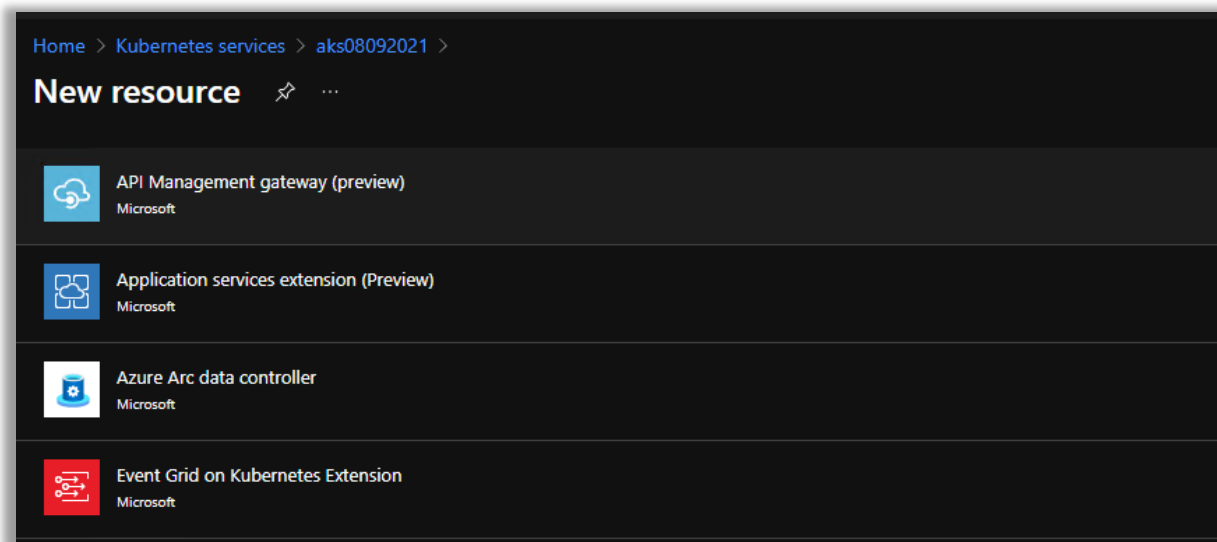 Home > Kubernetes services > aks08092021 >
New resource ...
API Management gateway (preview)
Microsoft
Application services extension (Preview)
Microsoft
Azure Arc data controller
Microsoft
Event Grid on Kubernetes Extension
Microsoft